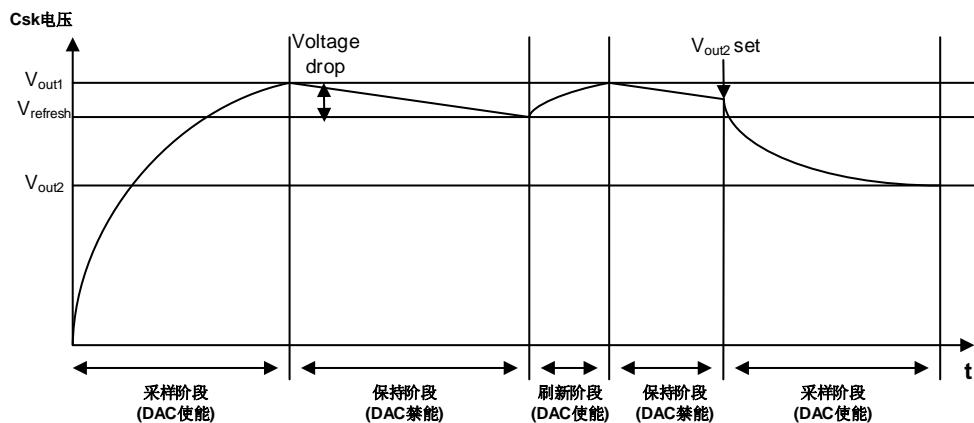 Csk电压
Voltage
drop
Vout2 set
Vout1
Vrefresh
Vout2
t
采样阶段
(DAC使能)
保持阶段
(DAC禁能)
刷新阶段
(DAC使能)
保持阶段
(DAC禁能)
采样阶段
(DAC使能)